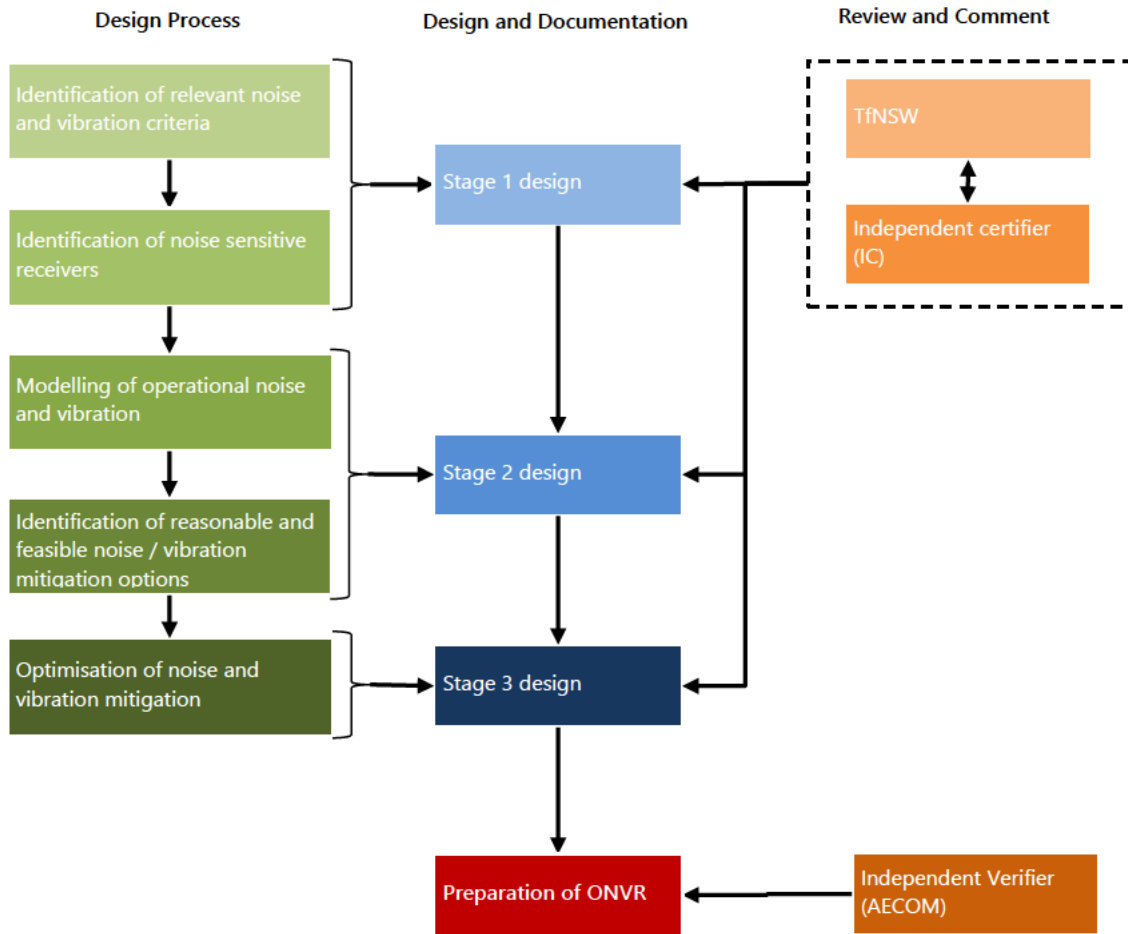 Design Process
Design and Documentation
Review and Comment
Identification of relevant noise
and vibration criteria
TfNSW
Stage 1 design
Identification of noise sensitive
receivers
Independent certifier
(IC)
Modelling of operational noise
and vibration
Stage 2 design
Identification of reasonable and
feasible noise / vibration
mitigation options
Optimisation of noise and
vibration mitigation
Stage 3 design
Preparation of ONVR
Independent Verifier
(AECOM)